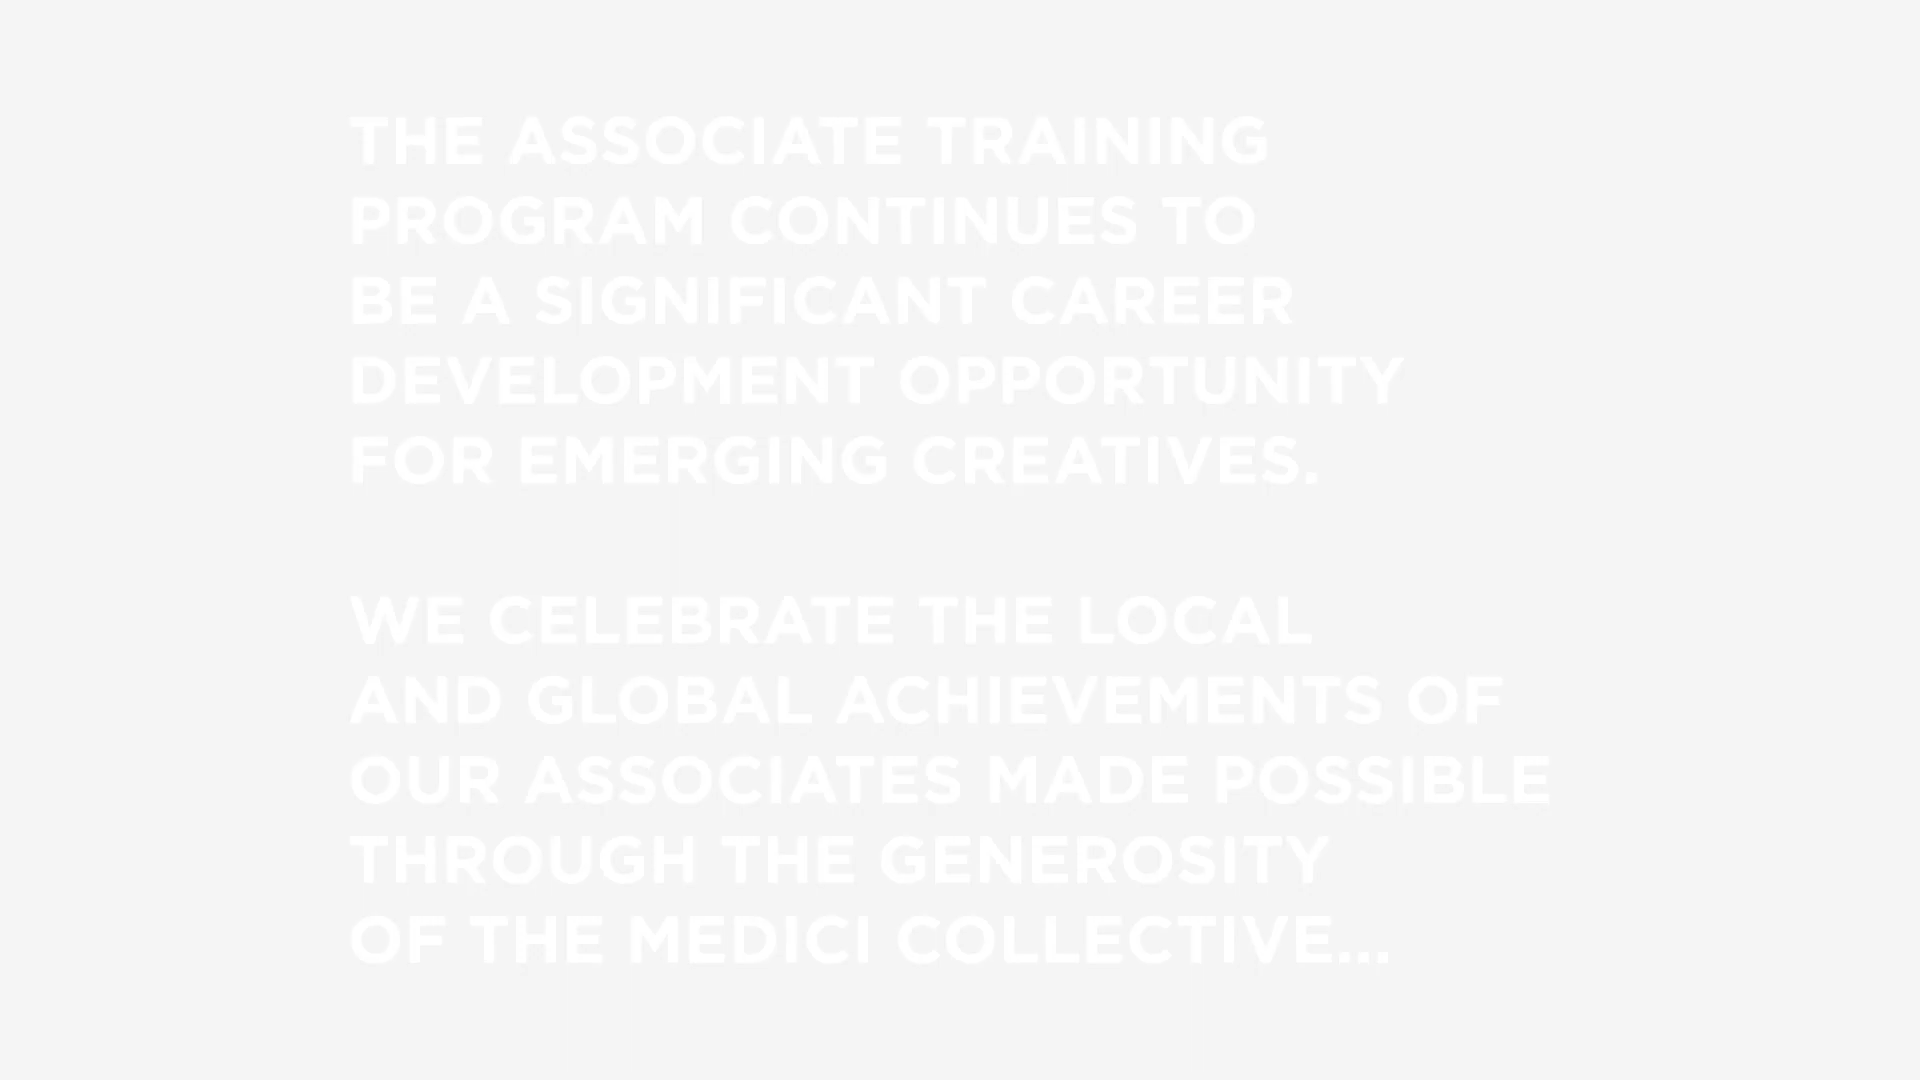 THE ASSOCIATE TRAINING
PROGRAM CONTINUES TO
BE A SIGNIFICANT CAREER
DEVELOPMENT OPPORTUNITY
FOR EMERGING CREATIVES.
WE CELEBRATE THE LOCAL
AND GLOBAL ACHIEVEMENTS OF
OUR ASSOCIATES MADE POSSIBLE
THROUGH THE GENEROSITY
OF THE MEDICI COLLECTIVE...